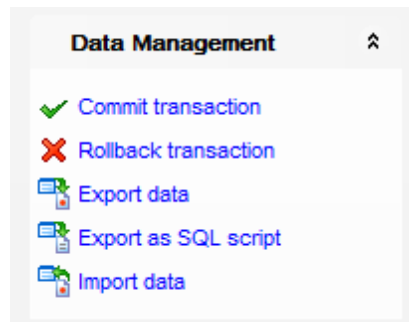 Data Management
Commit transaction
Rollback transaction
Export data
Export as SQL script
Import data